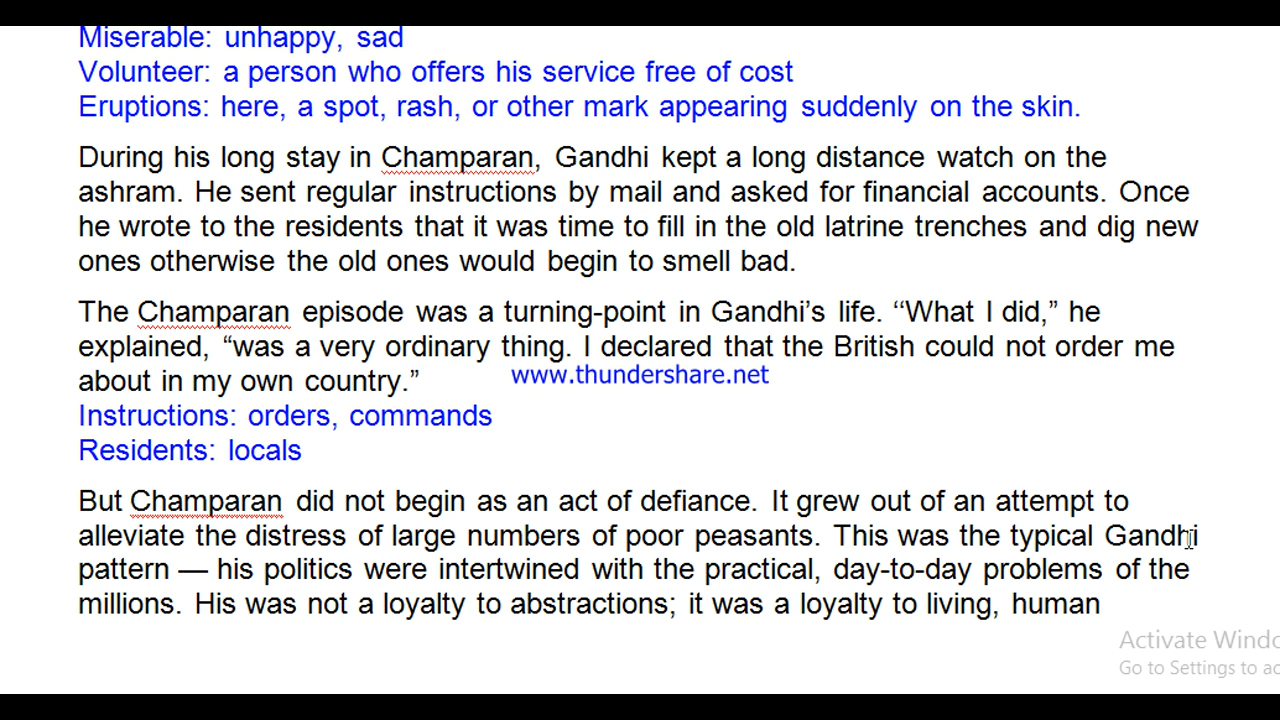 Miserable: unhappy, sad
Volunteer: a person who offers his service free of cost
Eruptions: here, a spot, rash, or other mark appearing suddenly on the skin.
During his long stay in Champaran, Gandhi kept a long distance watch on the
ashram. He sent regular instructions by mail and asked for financial accounts. Once
he wrote to the residents that it was time to fill in the old latrine trenches and dig new
ones otherwise the old ones would begin to smell bad.
The Champaran episode was a turning-point in Gandhi’s life. ‘‘What I did,” he
explained, “was a very ordinary thing. I declared that the British could not order me
about in my own country.”
www.thundershare.net
Instructions: orders, commands
Residents: locals
But Champaran did not begin as an act of defiance. It grew out of an attempt to
alleviate the distress of large numbers of poor peasants. This was the typical Gandhi
pattern — his politics were intertwined with the practical, day-to-day problems of the
millions. His was not a loyalty to abstractions; it was a loyalty to living, human
Activate
Go to Settings to